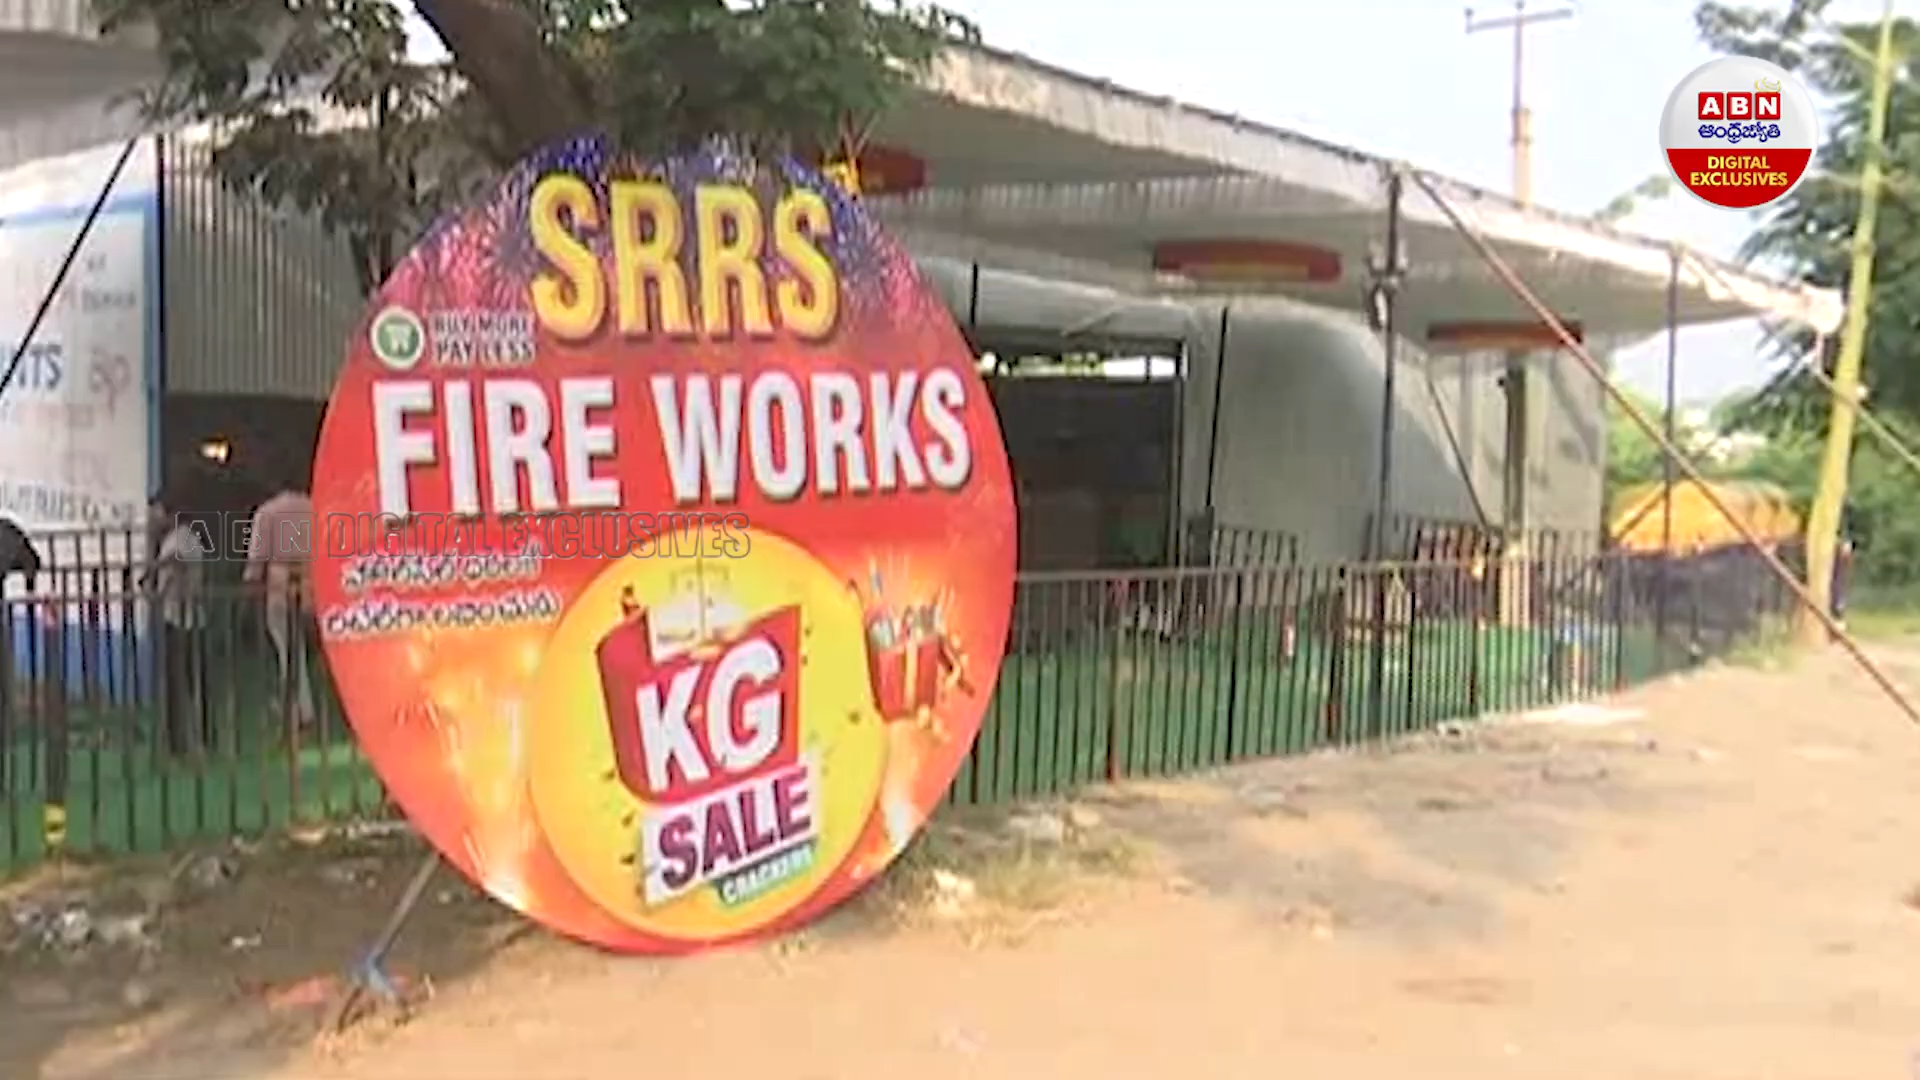 SRRS
BUY MORE
PAY LESS
FIRE WORKS
KG
SALE
CRACKERS
ABN DIGITAL EXCLUSIVES
ABN
ఆంధ్రజ్యోతి
DIGITAL
EXCLUSIVES